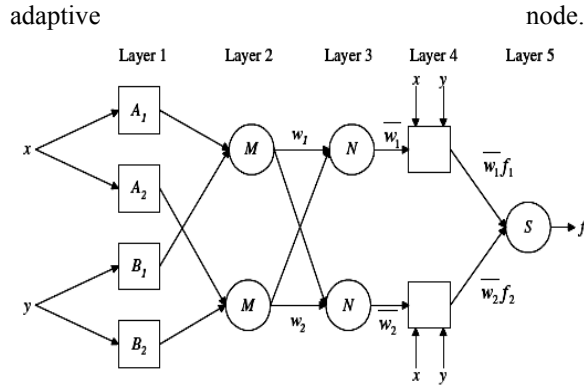 adaptive node.
Layer 1 Layer 2 Layer 3 Layer 4 Layer 5
x y
A1
w1 w̅1
M N
x
w̅1f1
A2
S f
B1
w̅2f2
y
M N
w2 w̅2
B2
x y